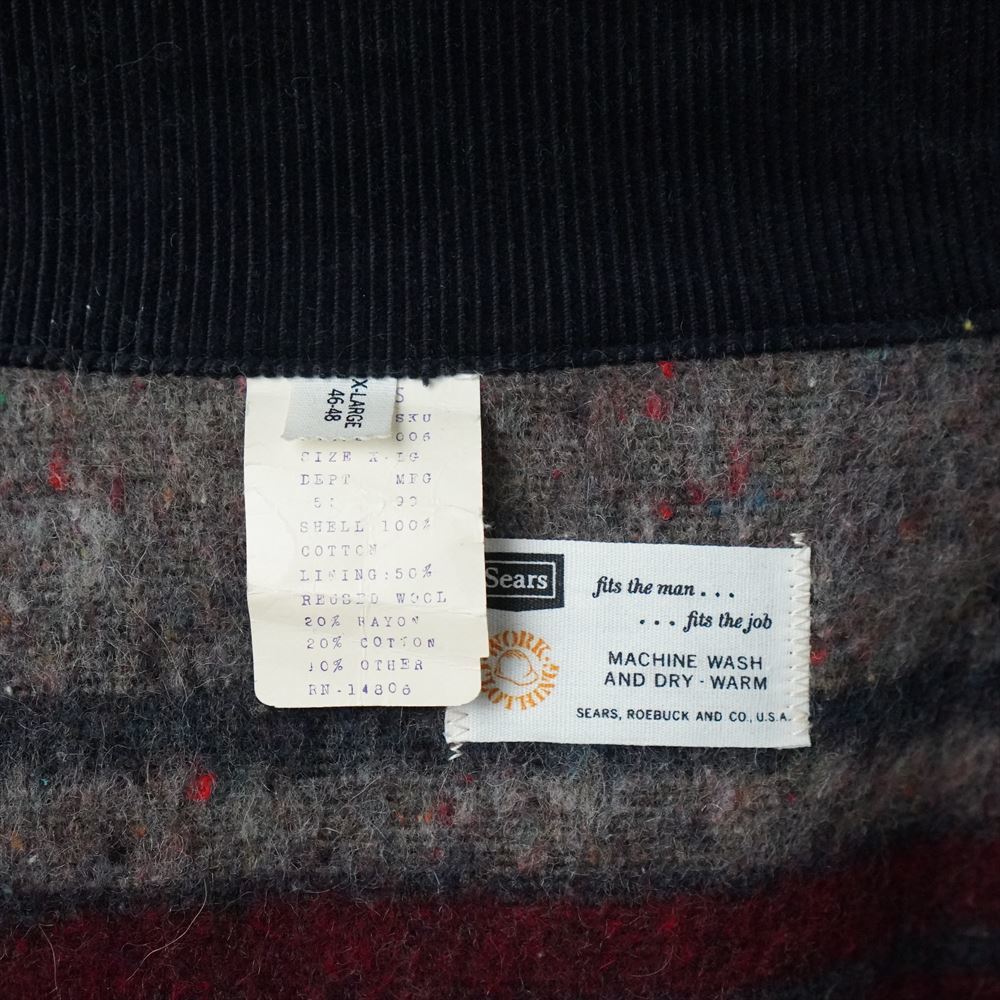 X-LARGE
46-48
S
SKU
006
SIZE X-LG
DEPT MFG
SHELL 100%
COTTON
LINING:50%
REUSED WOOL
20% RAYON
20% COTTON
10% OTHER
RN-14806
Sears
WORK
CLOTHING
fits the man...
...fits the job
MACHINE WASH
AND DRY-WARM
SEARS, ROEBUCK AND CO., U.S.A.